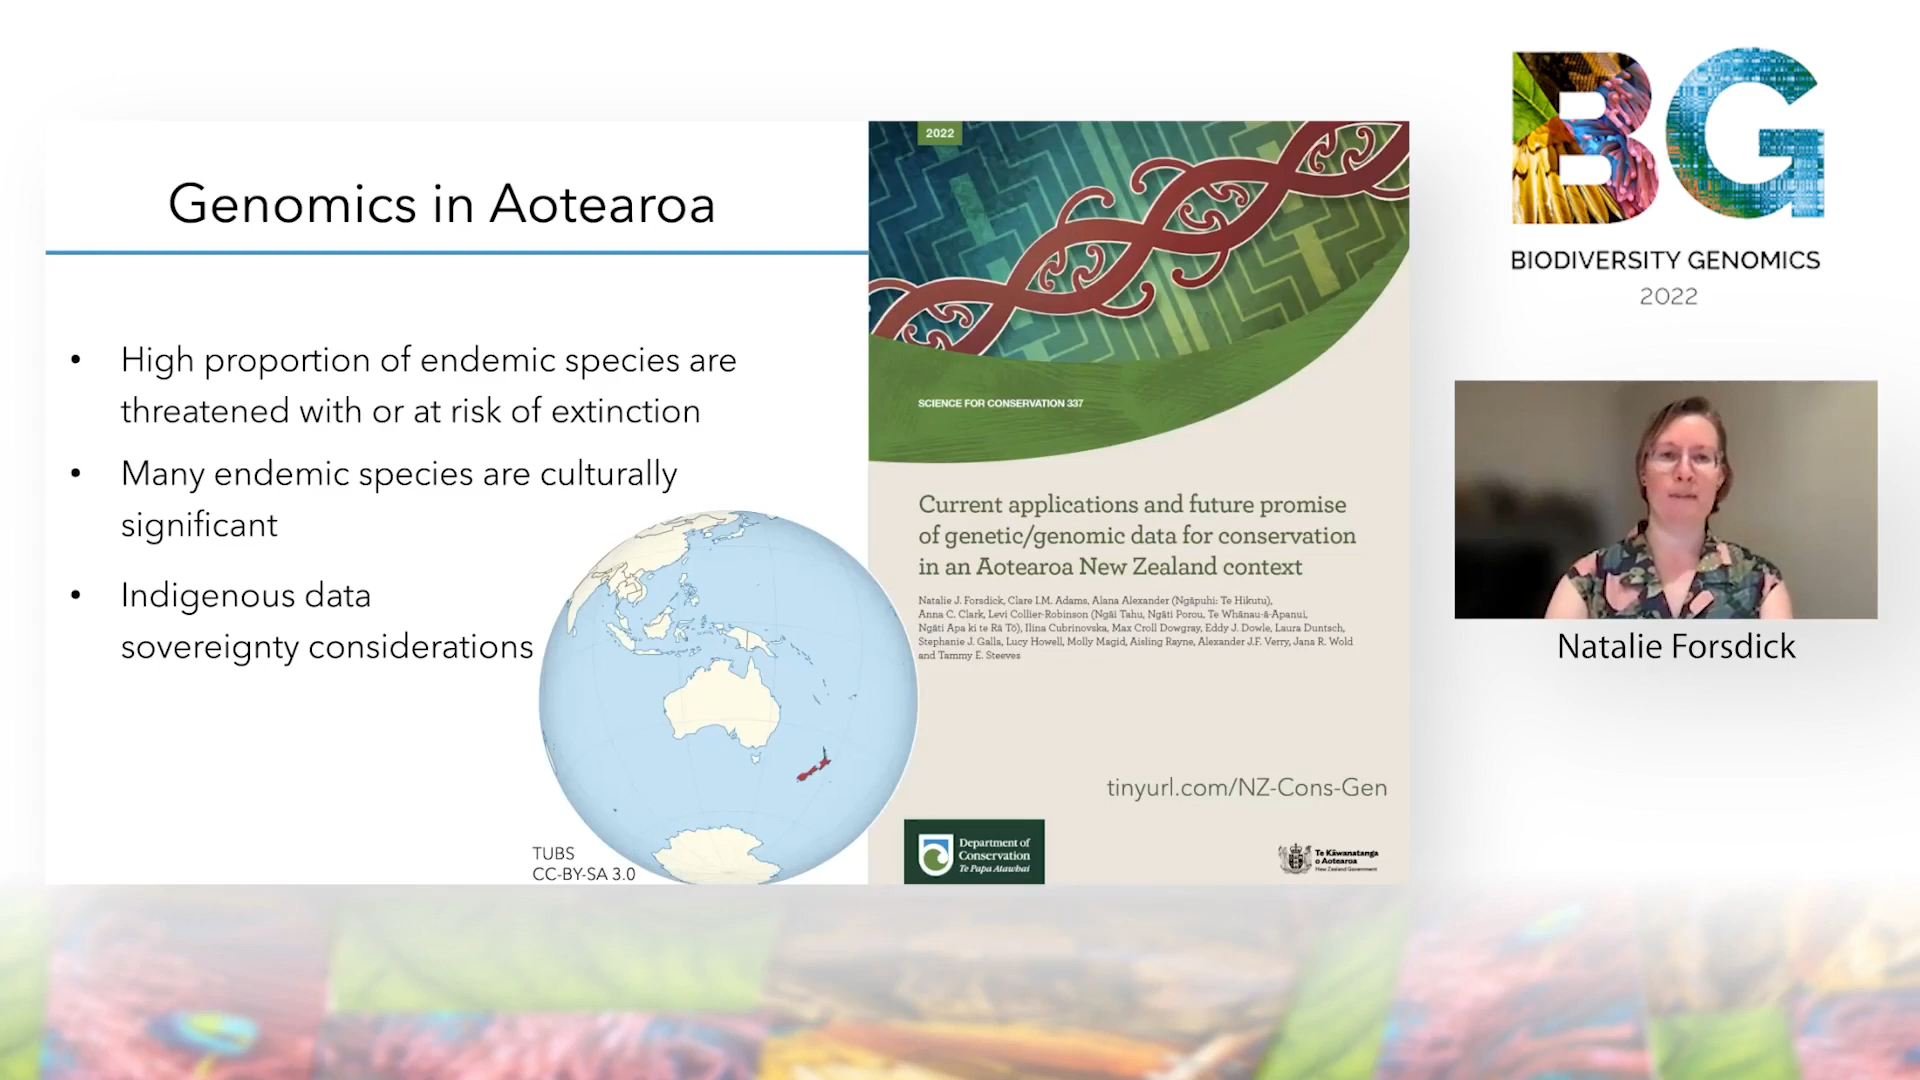 Genomics in Aotearoa
• High proportion of endemic species are
threatened with or at risk of extinction
• Many endemic species are culturally
significant
• Indigenous data
sovereignty considerations
TUBS
CC-BY-SA 3.0
2022
SCIENCE FOR CONSERVATION 337
Current applications and future promise
of genetic/genomic data for conservation
in an Aotearoa New Zealand context
Natalie J. Forsdick, Clare I.M. Adams, Alana Alexander (Ngāpuhi: Te Hikutu),
Anna C. Clark, Levi Collier-Robinson (Ngāi Tahu, Ngāti Porou, Te Whānau-ā-Apanui,
Ngāti Apa ki te Rā Tō), Ilina Cubrinovska, Max Croll Dowgray, Eddy J. Dowle, Laura Duntsch,
Stephanie J. Galla, Lucy Howell, Molly Magid, Aisling Rayne, Alexander J.F. Verry, Jana R. Wold
and Tammy E. Steeves
tinyurl.com/NZ-Cons-Gen
Department of
Conservation
Te Papa Atawhai
Te Kāwanatanga
o Aotearoa
New Zealand Government
BG
BIODIVERSITY GENOMICS
2022
Natalie Forsdick